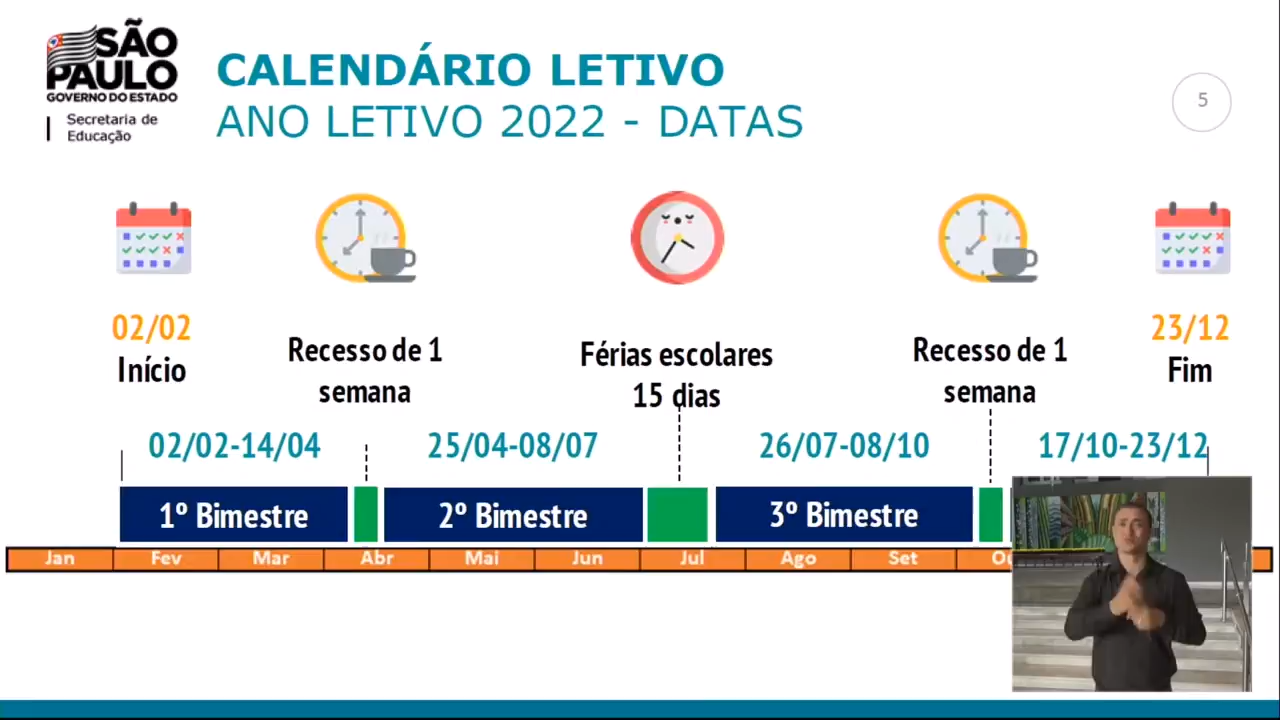 SÃO
PAULO
GOVERNO DO ESTADO
Secretaria de
Educação
CALENDÁRIO LETIVO
ANO LETIVO 2022 - DATAS
5
02/02
Início
Recesso de 1
semana
Férias escolares
15 dias
Recesso de 1
semana
23/12
Fim
02/02-14/04
25/04-08/07
26/07-08/10
17/10-23/12
1º Bimestre
2º Bimestre
3º Bimestre
Jan Fev Mar Abr Mai Jun Jul Ago Set